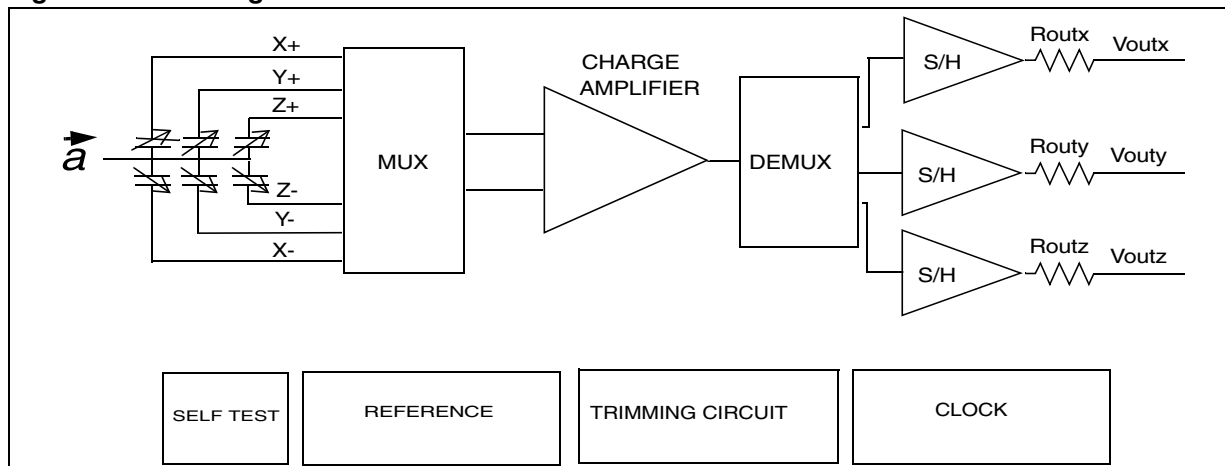 X+
Y+
Z+
a
Z-
Y-
X-
MUX
CHARGE
AMPLIFIER
DEMUX
S/H
Routx
Voutx
S/H
Routy
Vouty
S/H
Routz
Voutz
SELF TEST
REFERENCE
TRIMMING CIRCUIT
CLOCK